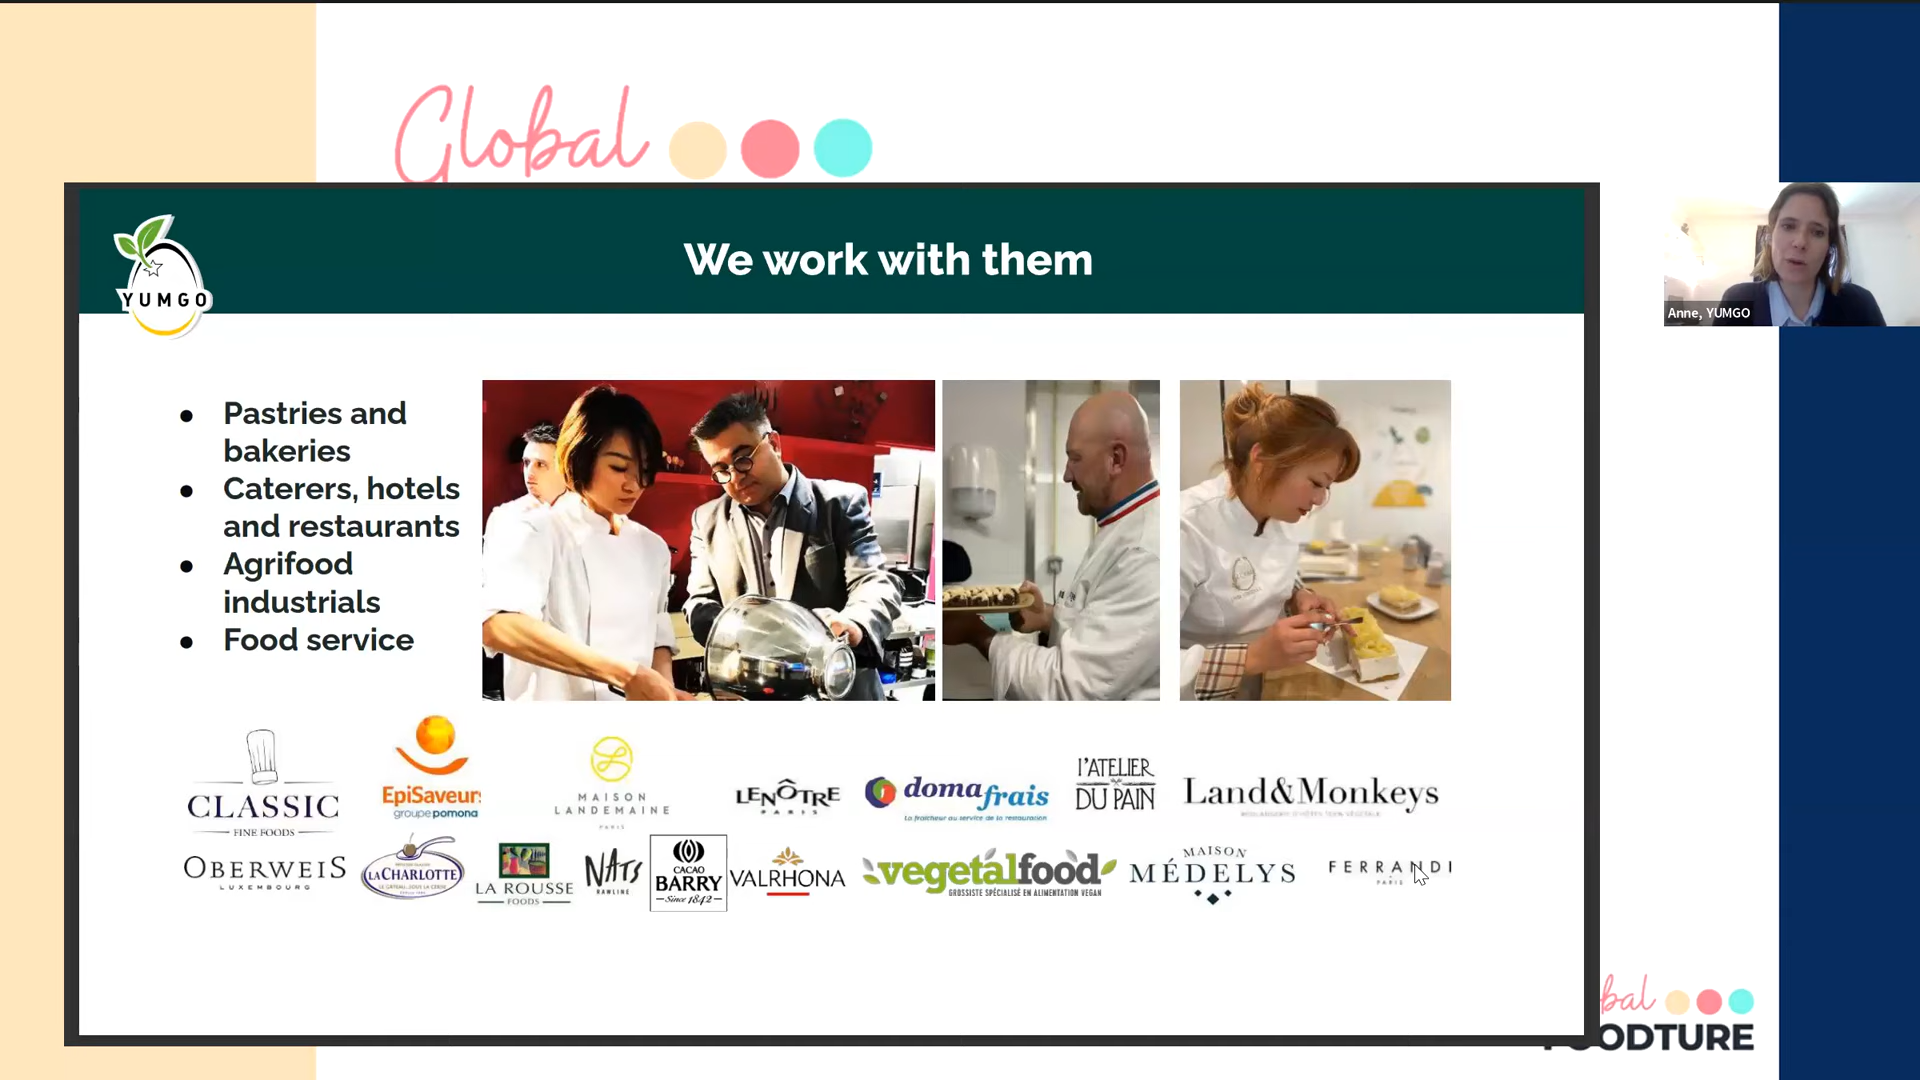 Global
YUMGO
We work with them
Anne, YUMGO
● Pastries and
bakeries
● Caterers, hotels
and restaurants
● Agrifood
industrials
● Food service
CLASSIC
FINE FOODS
EpiSaveurs
groupe pomona
MAISON
LANDEMAINE
PARIS
LENÔTRE
PARIS
domafrais
La fraîcheur au service de la restauration
L'ATELIER
DU PAIN
Land&Monkeys
OBERWEIS
LUXEMBOURG
LA CHARLOTTE
LA ROUSSE
FOODS
NATS
RAWLINE
CACAO
BARRY
Since 1842
VALRHONA
vegetalfood
GROSSISTE SPÉCIALISÉ EN ALIMENTATION VEGAN
MAISON
MÉDELYS
FERRANDI
PARIS
bal
OODTURE